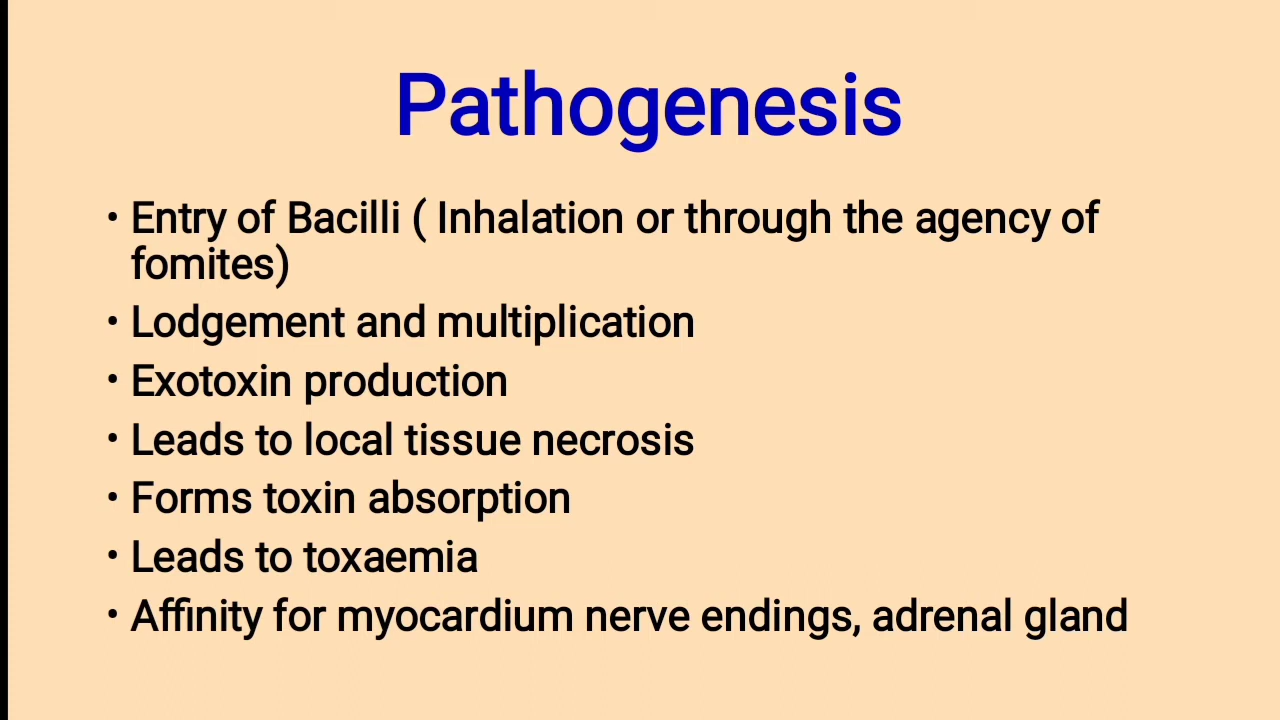 Pathogenesis
• Entry of Bacilli ( Inhalation or through the agency of
fomites)
• Lodgement and multiplication
• Exotoxin production
• Leads to local tissue necrosis
• Forms toxin absorption
• Leads to toxaemia
• Affinity for myocardium nerve endings, adrenal gland